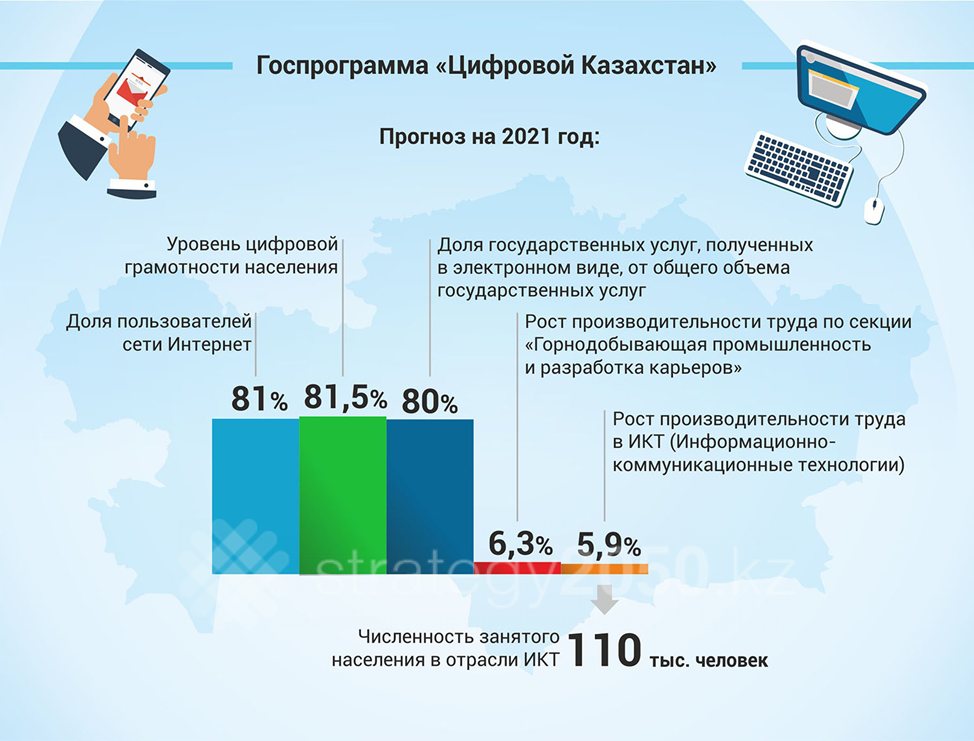 Госпрограмма «Цифровой Казахстан»
Прогноз на 2021 год:
Уровень цифровой
грамотности населения
Доля государственных услуг, полученных
в электронном виде, от общего объема
государственных услуг
Доля пользователей
сети Интернет
Рост производительности труда по секции
«Горнодобывающая промышленность
и разработка карьеров»
81%
81,5%
80%
Рост производительности труда
в ИКТ (Информационно-
коммуникационные технологии)
6,3%
5,9%
strategy2050.kz
Численность занятого
населения в отрасли ИКТ
110 тыс. человек